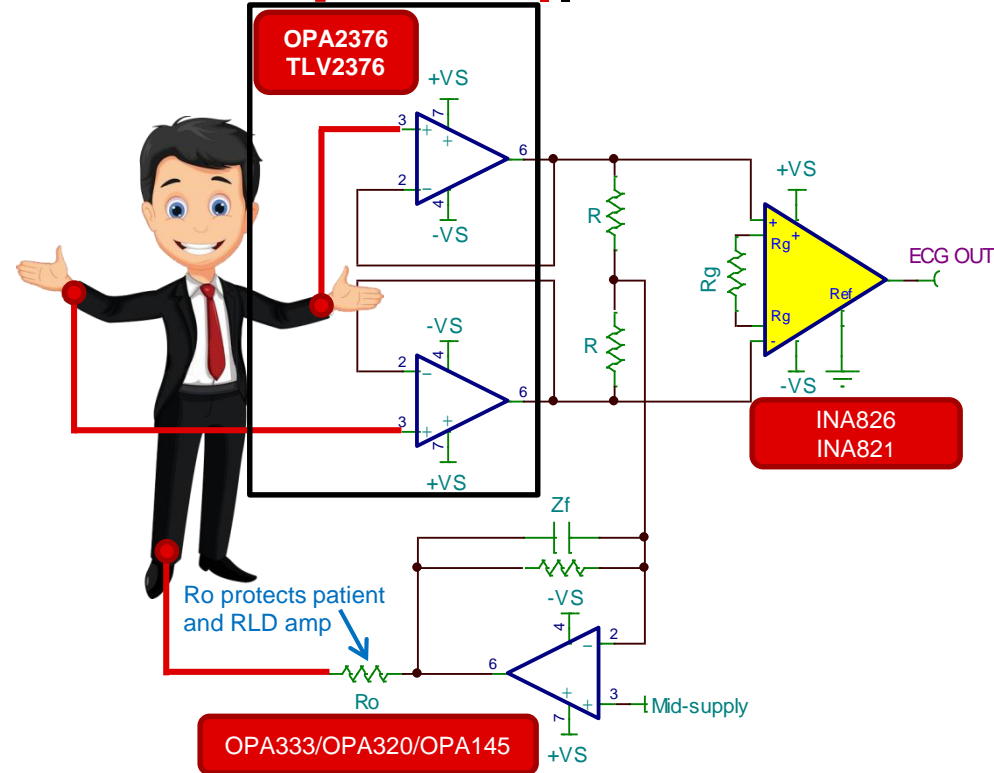 OPA2376
TLV2376
+VS
7
3
+
+
6
2
−
4
-VS
R
+VS
+
Rg
+
Rg
Ref
ECG OUT
Rg
-
-VS
-VS
4
2
−
R
6
3
+
+
7
+VS
INA826
INA821
Zf
Ro protects patient
and RLD amp
-VS
4
2
−
6
+
+
3
Mid-supply
Ro
7
+VS
OPA333/OPA320/OPA145